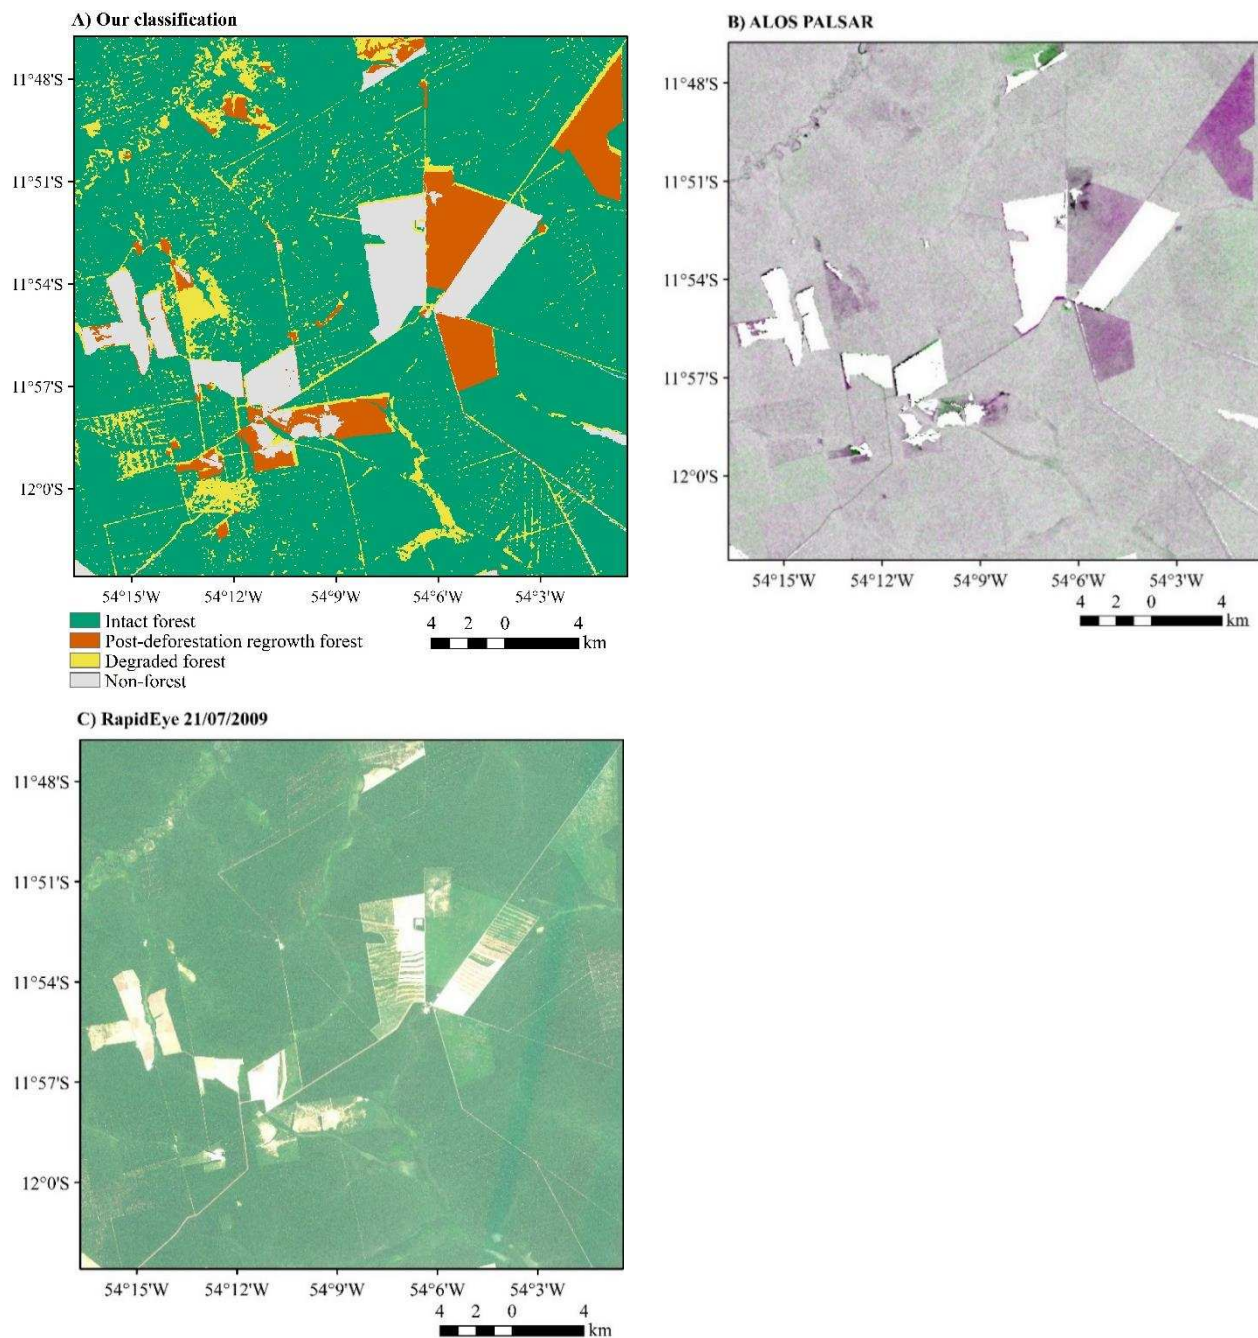 A) Our classification
B) ALOS PALSAR
11°48'S
11°51'S
11°54'S
11°57'S
12°0'S
54°15'W 54°12'W 54°9'W 54°6'W 54°3'W
11°48'S
11°51'S
11°54'S
11°57'S
12°0'S
54°15'W 54°12'W 54°9'W 54°6'W 54°3'W
Intact forest
Post-deforestation regrowth forest
Degraded forest
Non-forest
4 2 0 4
km
4 2 0 4
km
C) RapidEye 21/07/2009
11°48'S
11°51'S
11°54'S
11°57'S
12°0'S
54°15'W 54°12'W 54°9'W 54°6'W 54°3'W
4 2 0 4
km